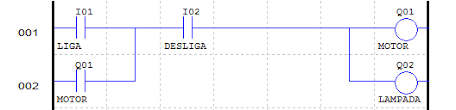 I01 I02 Q01
001
LIGA DESLIGA MOTOR
Q01 Q02
002
MOTOR LAMPADA